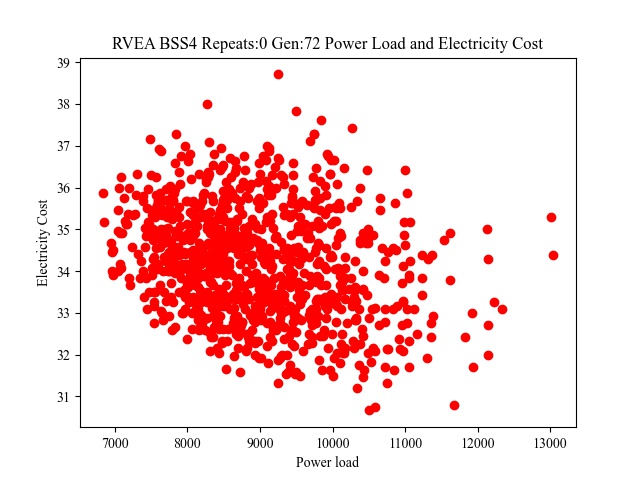 RVEA BSS4 Repeats:0 Gen:72 Power Load and Electricity Cost
39
38
37
36
35
34
33
32
31
Electricity Cost
7000 8000 9000 10000 11000 12000 13000
Power load